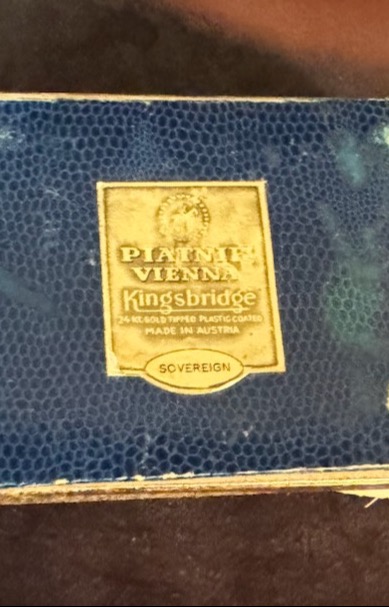 PIATNIK
VIENNA
Kingsbridge
24 KT. GOLD TIPPED PLASTIC COATED
MADE IN AUSTRIA
SOVEREIGN